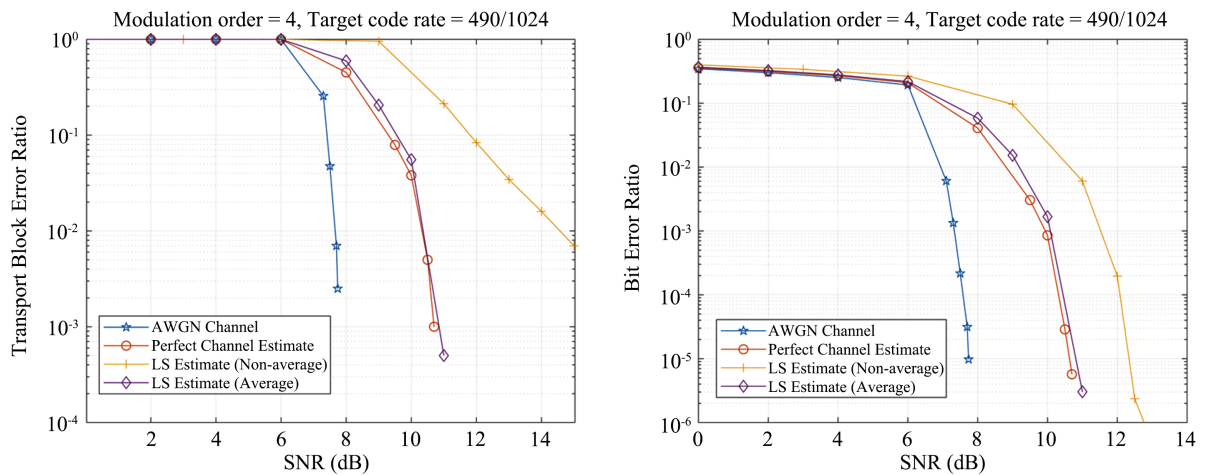 Modulation order = 4, Target code rate = 490/1024
Transport Block Error Ratio
10⁰
10⁻¹
10⁻²
10⁻³
10⁻⁴
AWGN Channel
Perfect Channel Estimate
LS Estimate (Non-average)
LS Estimate (Average)
2 4 6 8 10 12 14
SNR (dB)
Modulation order = 4, Target code rate = 490/1024
Bit Error Ratio
10⁰
10⁻¹
10⁻²
10⁻³
10⁻⁴
10⁻⁵
10⁻⁶
AWGN Channel
Perfect Channel Estimate
LS Estimate (Non-average)
LS Estimate (Average)
0 2 4 6 8 10 12 14
SNR (dB)